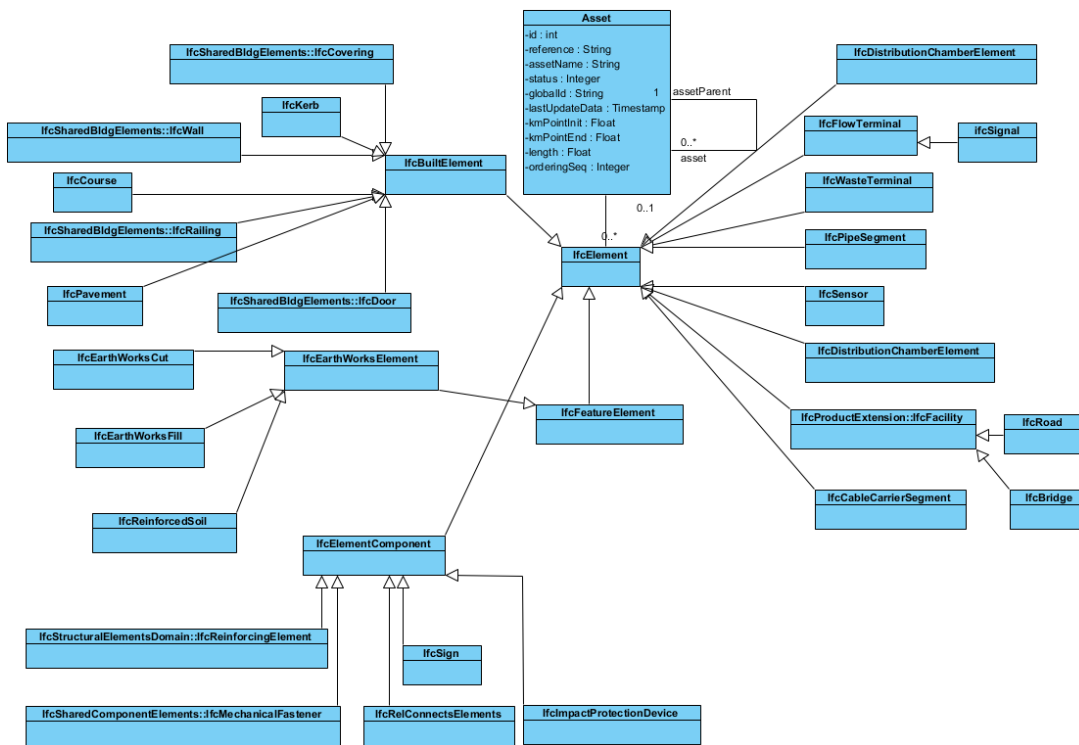 Asset
-id : int
-reference : String
-assetName : String
-status : Integer
-globalId : String
-lastUpdateData : Timestamp
-kmPointInit : Float
-kmPointEnd : Float
-length : Float
-orderingSeq : Integer
1
assetParent
0..*
asset
0..1
0..*
IfcSharedBldgElements::IfcCovering
IfcKerb
IfcSharedBldgElements::IfcWall
IfcBuiltElement
IfcCourse
IfcSharedBldgElements::IfcRailing
IfcPavement
IfcSharedBldgElements::IfcDoor
IfcDistributionChamberElement
IfcFlowTerminal
ifcSignal
IfcWasteTerminal
IfcPipeSegment
IfcElement
IfcSensor
IfcDistributionChamberElement
IfcEarthWorksCut
IfcEarthWorksElement
IfcFeatureElement
IfcProductExtension::IfcFacility
IfcRoad
IfcEarthWorksFill
IfcCableCarrierSegment
IfcBridge
IfcReinforcedSoil
IfcElementComponent
IfcStructuralElementsDomain::IfcReinforcingElement
IfcSign
IfcSharedComponentElements::IfcMechanicalFastener
IfcRelConnectsElements
IfcImpactProtectionDevice